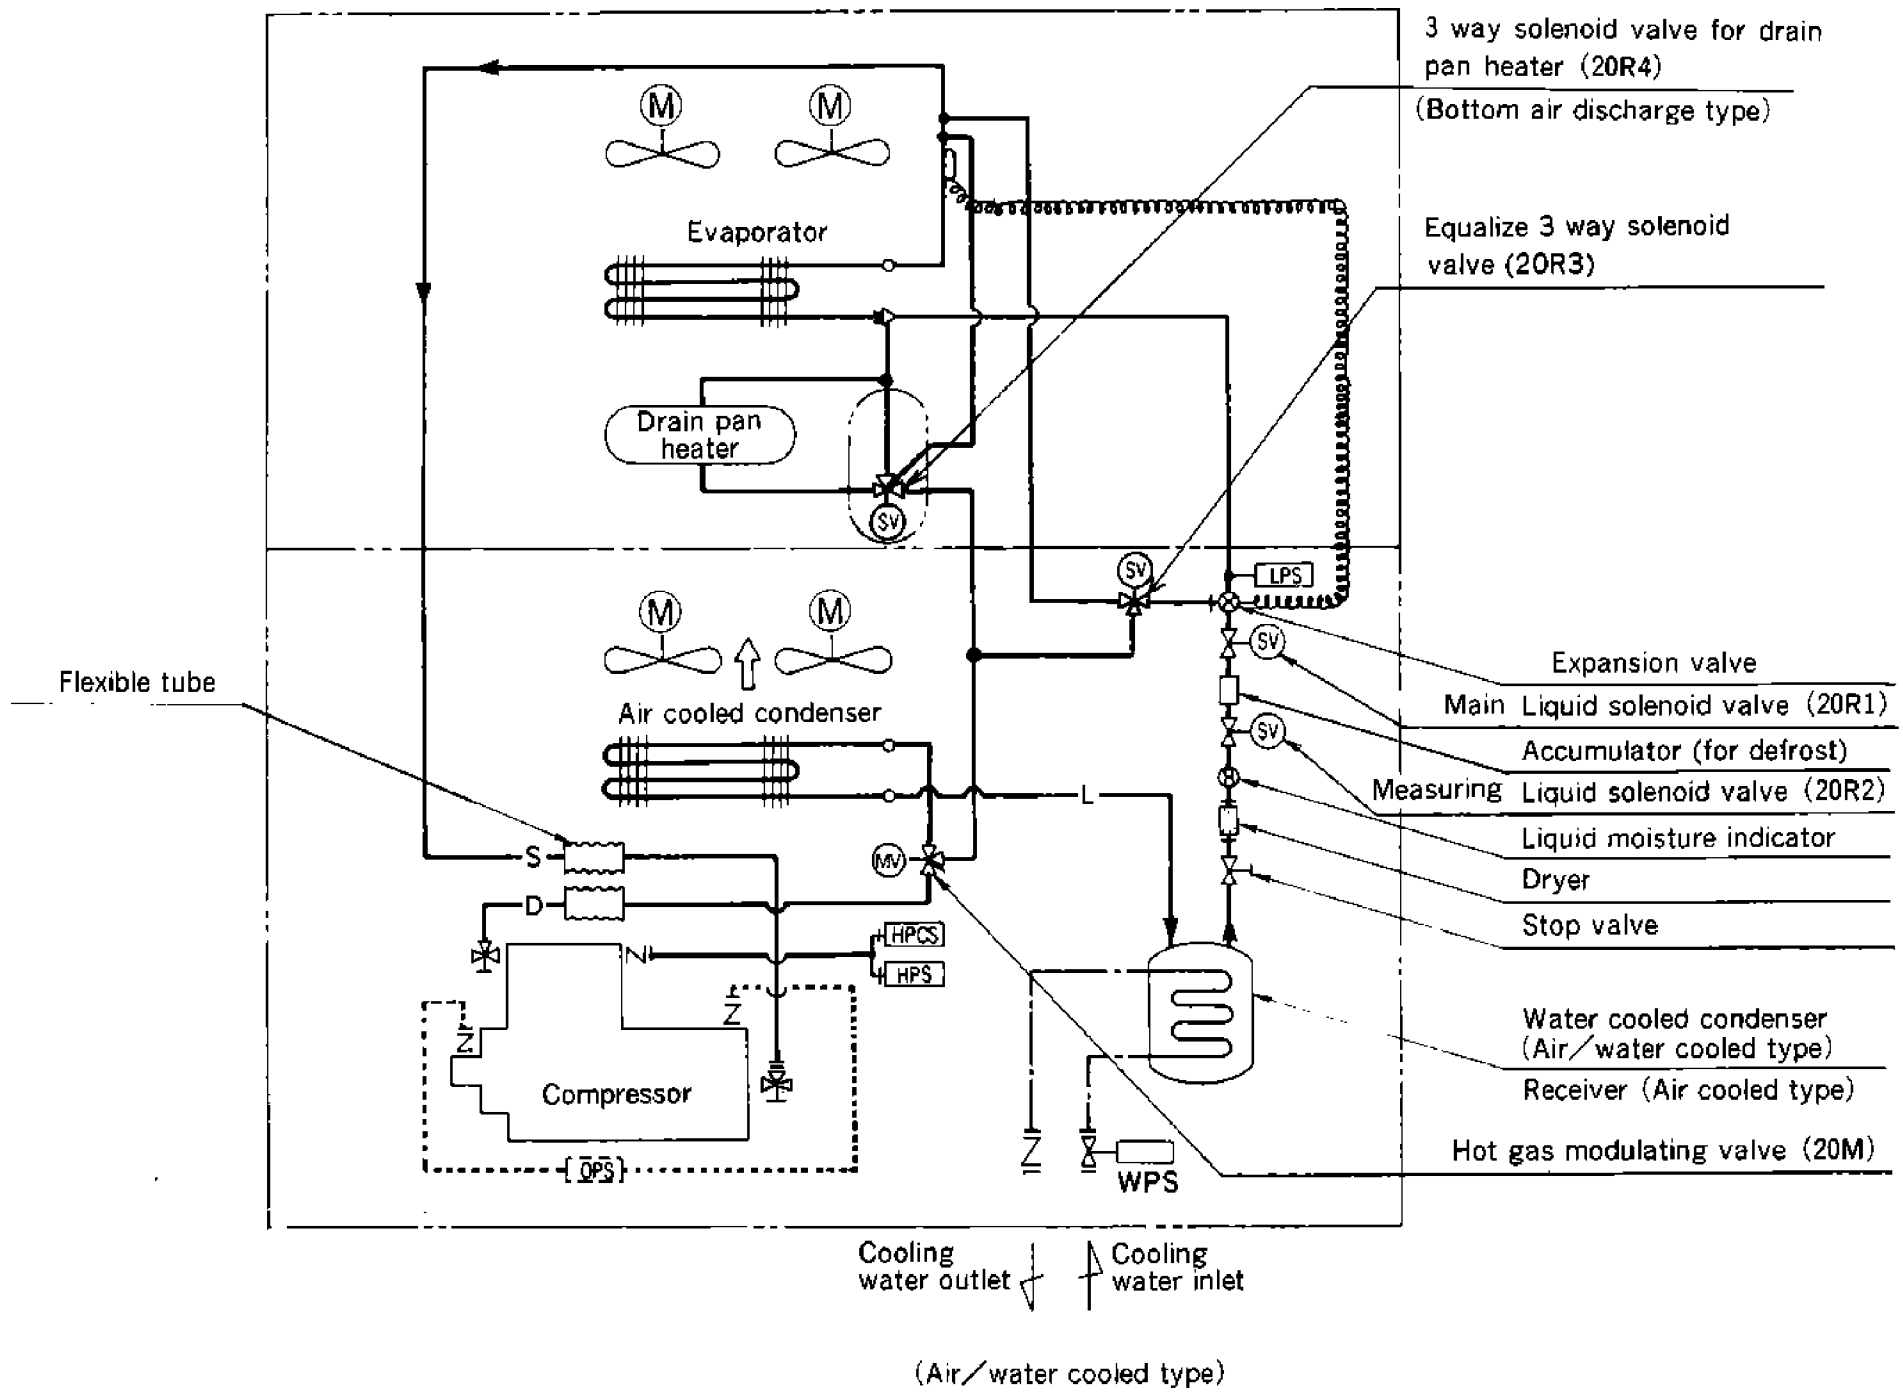 3 way solenoid valve for drain
pan heater (20R4)
(Bottom air discharge type)
M
M
Evaporator
Equalize 3 way solenoid
valve (20R3)
Drain pan
heater
SV
SV
LPS
M
M
SV
Expansion valve
Flexible tube
Main Liquid solenoid valve (20R1)
Air cooled condenser
SV
Accumulator (for defrost)
L
Measuring Liquid solenoid valve (20R2)
Liquid moisture indicator
S
MV
Dryer
D
Stop valve
HPCS
HPS
Water cooled condenser
(Air/water cooled type)
Compressor
Receiver (Air cooled type)
Hot gas modulating valve (20M)
OPS
WPS
Cooling
water outlet
Cooling
water inlet
(Air/water cooled type)